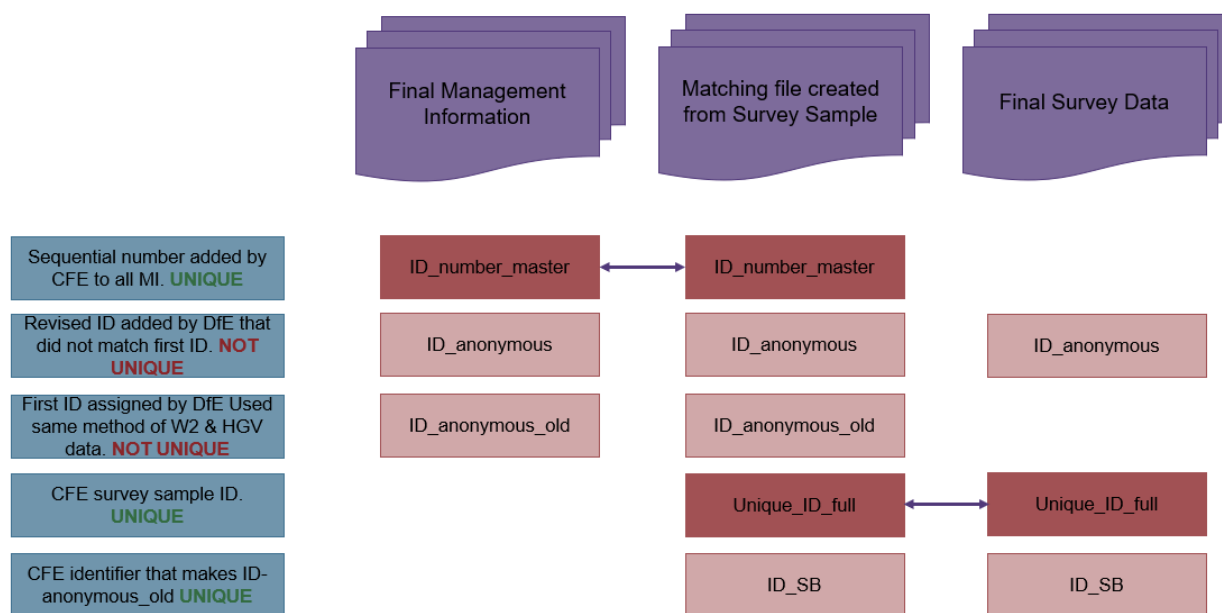 Final Management
Information
Matching file created
from Survey Sample
Final Survey Data
Sequential number added by
CFE to all MI. UNIQUE
ID_number_master
ID_number_master
Revised ID added by DfE that
did not match first ID. NOT
UNIQUE
ID_anonymous
ID_anonymous
ID_anonymous
First ID assigned by DfE Used
same method of W2 & HGV
data. NOT UNIQUE
ID_anonymous_old
ID_anonymous_old
CFE survey sample ID.
UNIQUE
Unique_ID_full
Unique_ID_full
CFE identifier that makes ID-
anonymous_old UNIQUE
ID_SB
ID_SB